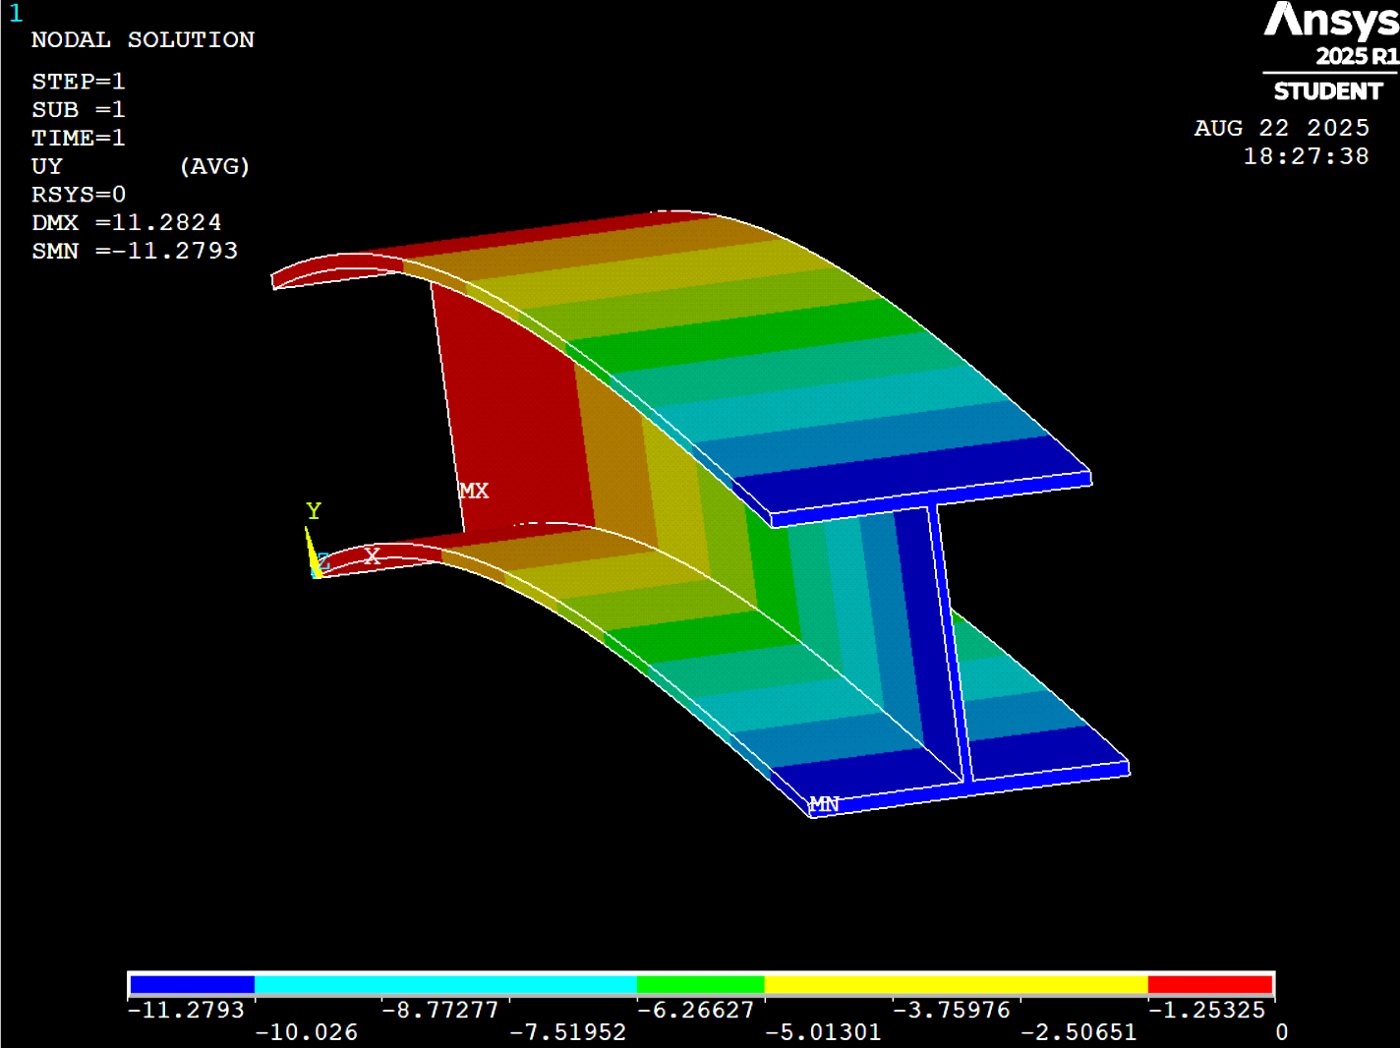 1
NODAL SOLUTION
STEP=1
SUB =1
TIME=1
UY (AVG)
RSYS=0
DMX =11.2824
SMN =-11.2793
Ansys
2025 R1
STUDENT
AUG 22 2025
18:27:38
MX
Y
Z
X
MN
-11.2793 -8.77277 -6.26627 -3.75976 -1.25325
-10.026 -7.51952 -5.01301 -2.50651 0